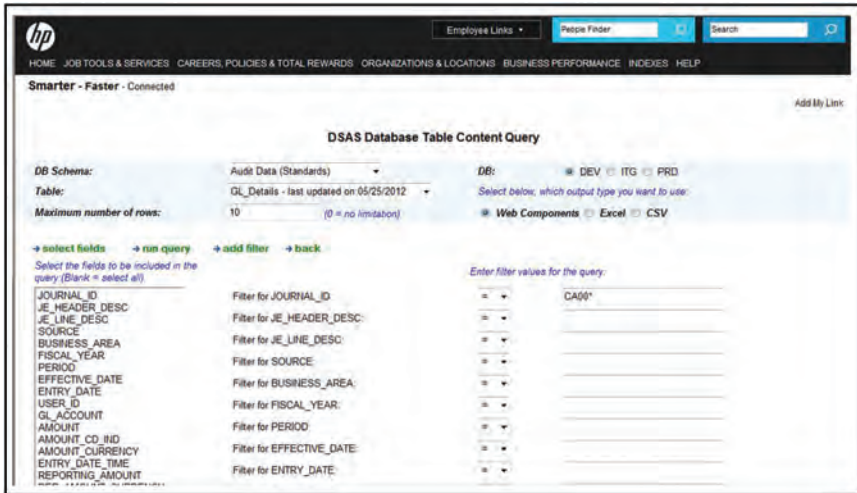 hp
Employee Links
People Finder
Search
HOME JOB TOOLS & SERVICES CAREERS, POLICIES & TOTAL REWARDS ORGANIZATIONS & LOCATIONS BUSINESS PERFORMANCE INDEXES HELP
Smarter - Faster - Connected
Add My Link
DSAS Database Table Content Query
DB Schema: Audit Data (Standards) DB: DEV ITG PRD
Table: GL_Details - last updated on 05/25/2012 Select below, which output type you want to use:
Maximum number of rows: 10 (0 = no limitation) Web Components Excel CSV
select fields run query add filter back
Select the fields to be included in the
query (Blank = select all)
Enter filter values for the query:
JOURNAL_ID
JE_HEADER_DESC
JE_LINE_DESC
SOURCE
BUSINESS_AREA
FISCAL_YEAR
PERIOD
EFFECTIVE_DATE
ENTRY_DATE
USER_ID
GL_ACCOUNT
AMOUNT
AMOUNT_CD_IND
AMOUNT_CURRENCY
ENTRY_DATE_TIME
REPORTING_AMOUNT
Filter for JOURNAL_ID: = CA00*
Filter for JE_HEADER_DESC: =
Filter for JE_LINE_DESC: =
Filter for SOURCE: =
Filter for BUSINESS_AREA: =
Filter for FISCAL_YEAR: =
Filter for PERIOD: =
Filter for EFFECTIVE_DATE: =
Filter for ENTRY_DATE: =